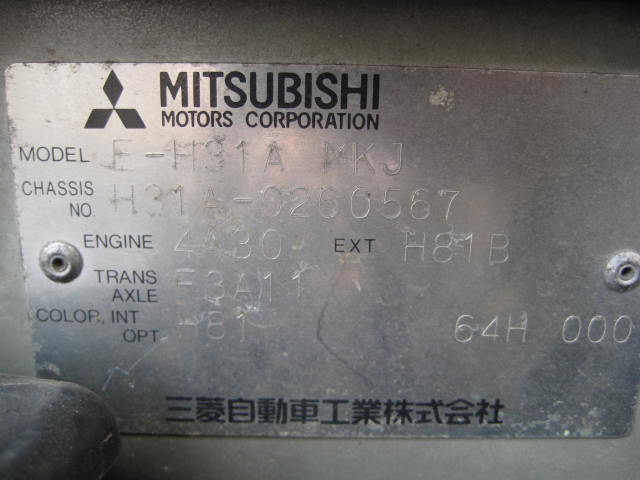 MITSUBISHI
MOTORS CORPORATION
MODEL E-H31A MKJ
CHASSIS NO. H31A-0260567
ENGINE 4A30 EXT H81B
TRANS AXLE F3A11
COLOR, INT OPT H81 64H 000
三菱自動車工業株式会社